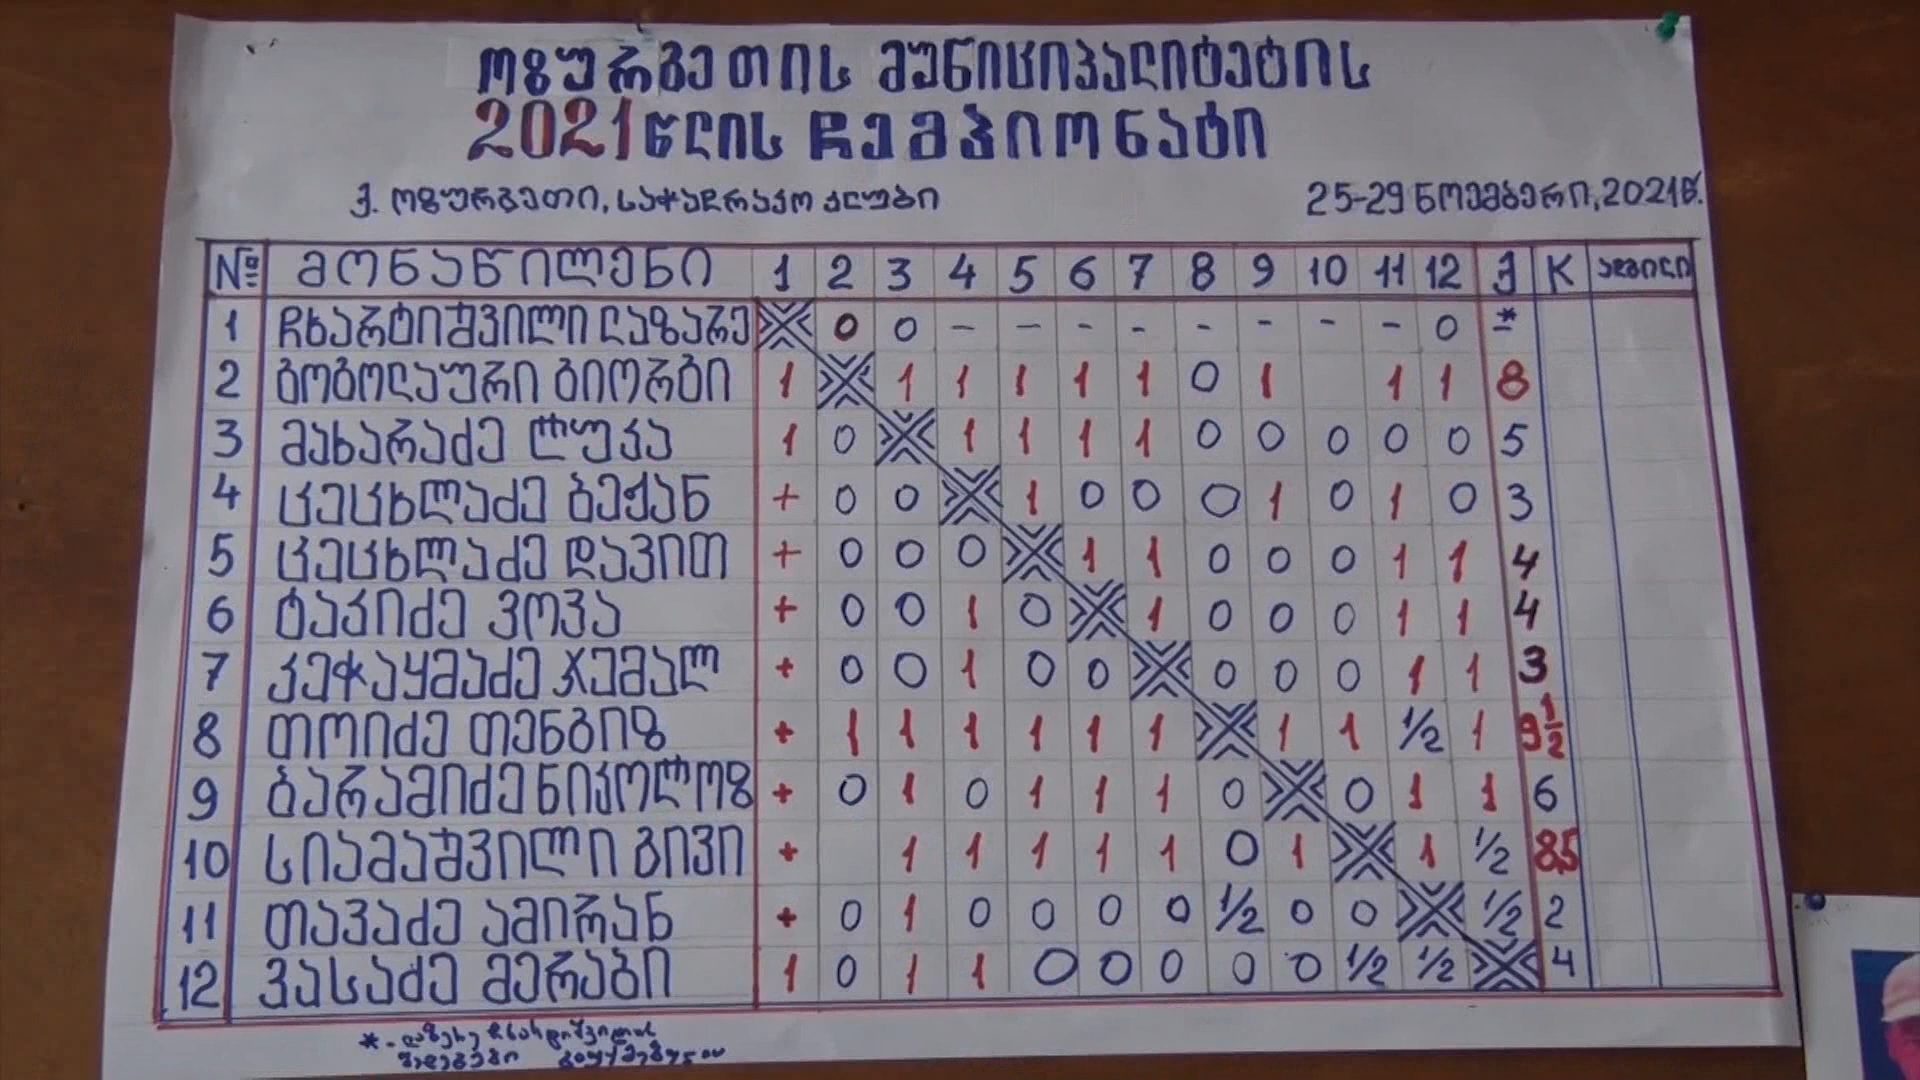 ოზურგეთის მუნიციპალიტეტის
2021 წლის ჩემპიონატი
ქ. ოზურგეთი, საჭადრაკო კლუბი 25-29 ნოემბერი, 2021წ.
№ მონაწილენი 1 2 3 4 5 6 7 8 9 10 11 12 ქ K ადგილი
1 ჩხარტიშვილი ლაზარე 0 0 - - - - - - - - 0 -*
2 გოგოლაური გიორგი 1 1 1 1 1 1 0 1 1 1 8
3 მახარაძე ლუკა 1 0 1 1 1 1 0 0 0 0 0 5
4 ცეცხლაძე ბექან + 0 0 1 0 0 0 1 0 1 0 3
5 ცეცხლაძე დავით + 0 0 0 1 1 0 0 0 1 1 4
6 ტაკიძე ვოვა + 0 0 1 0 1 0 0 0 1 1 4
7 კეჭაყმაძე ჯემალ + 0 0 1 0 0 0 0 0 1 1 3
8 თოიძე თენგიზ + 1 1 1 1 1 1 1 1 1/2 1 9 1/2
9 ბარამიძე ნიკოლოზ + 0 1 0 1 1 1 0 0 1 1 6
10 სიამაშვილი გივი + 1 1 1 1 1 0 1 1 1/2 8,5
11 თავაძე ამირან + 0 1 0 0 0 0 1/2 0 0 1/2 2
12 ვასაძე მერაბი 1 0 1 1 0 0 0 0 0 1/2 1/2 4